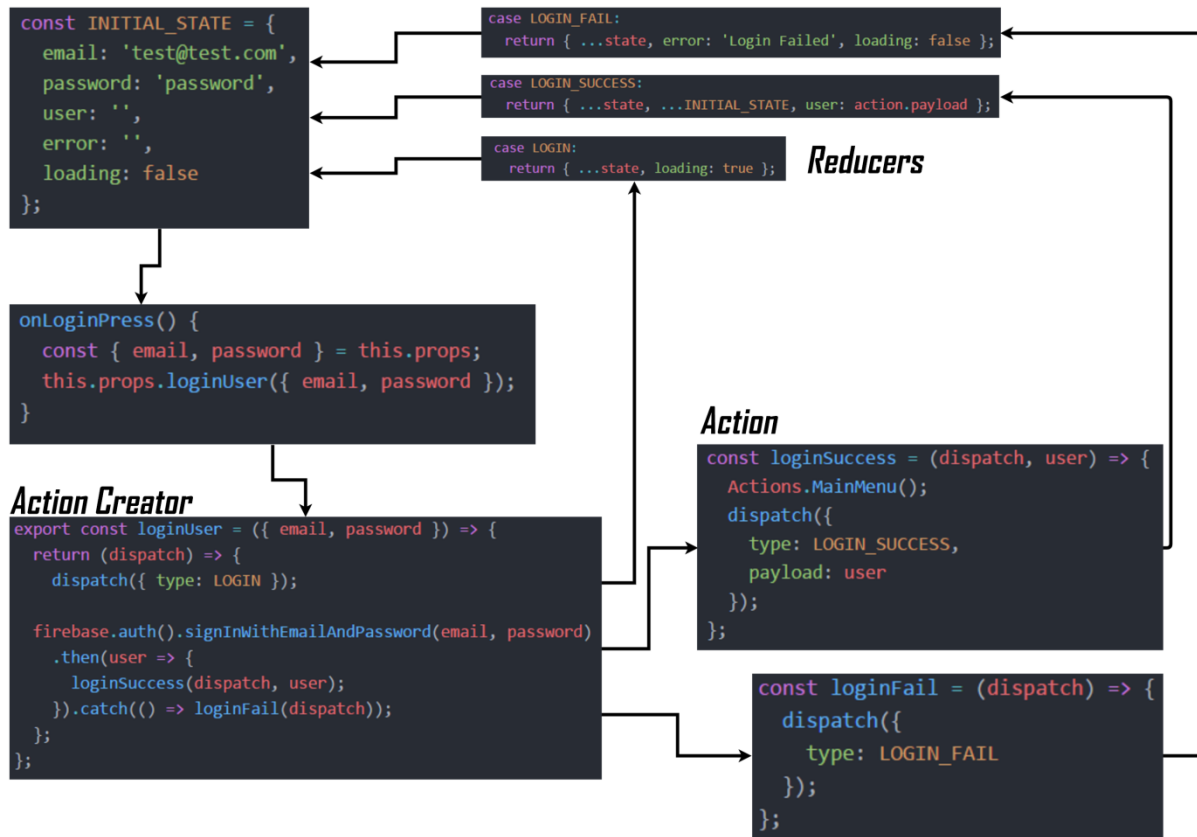 const INITIAL_STATE = {
  email: 'test@test.com',
  password: 'password',
  user: '',
  error: '',
  loading: false
};
case LOGIN_FAIL:
  return { ...state, error: 'Login Failed', loading: false };
case LOGIN_SUCCESS:
  return { ...state, ...INITIAL_STATE, user: action.payload };
case LOGIN:
  return { ...state, loading: true };
Reducers
onLoginPress() {
  const { email, password } = this.props;
  this.props.loginUser({ email, password });
}
Action Creator
export const loginUser = ({ email, password }) => {
  return (dispatch) => {
    dispatch({ type: LOGIN });
  firebase.auth().signInWithEmailAndPassword(email, password)
    .then(user => {
      loginSuccess(dispatch, user);
    }).catch(() => loginFail(dispatch));
  };
};
Action
const loginSuccess = (dispatch, user) => {
  Actions.MainMenu();
  dispatch({
    type: LOGIN_SUCCESS,
    payload: user
  });
};
const loginFail = (dispatch) => {
  dispatch({
    type: LOGIN_FAIL
  });
};